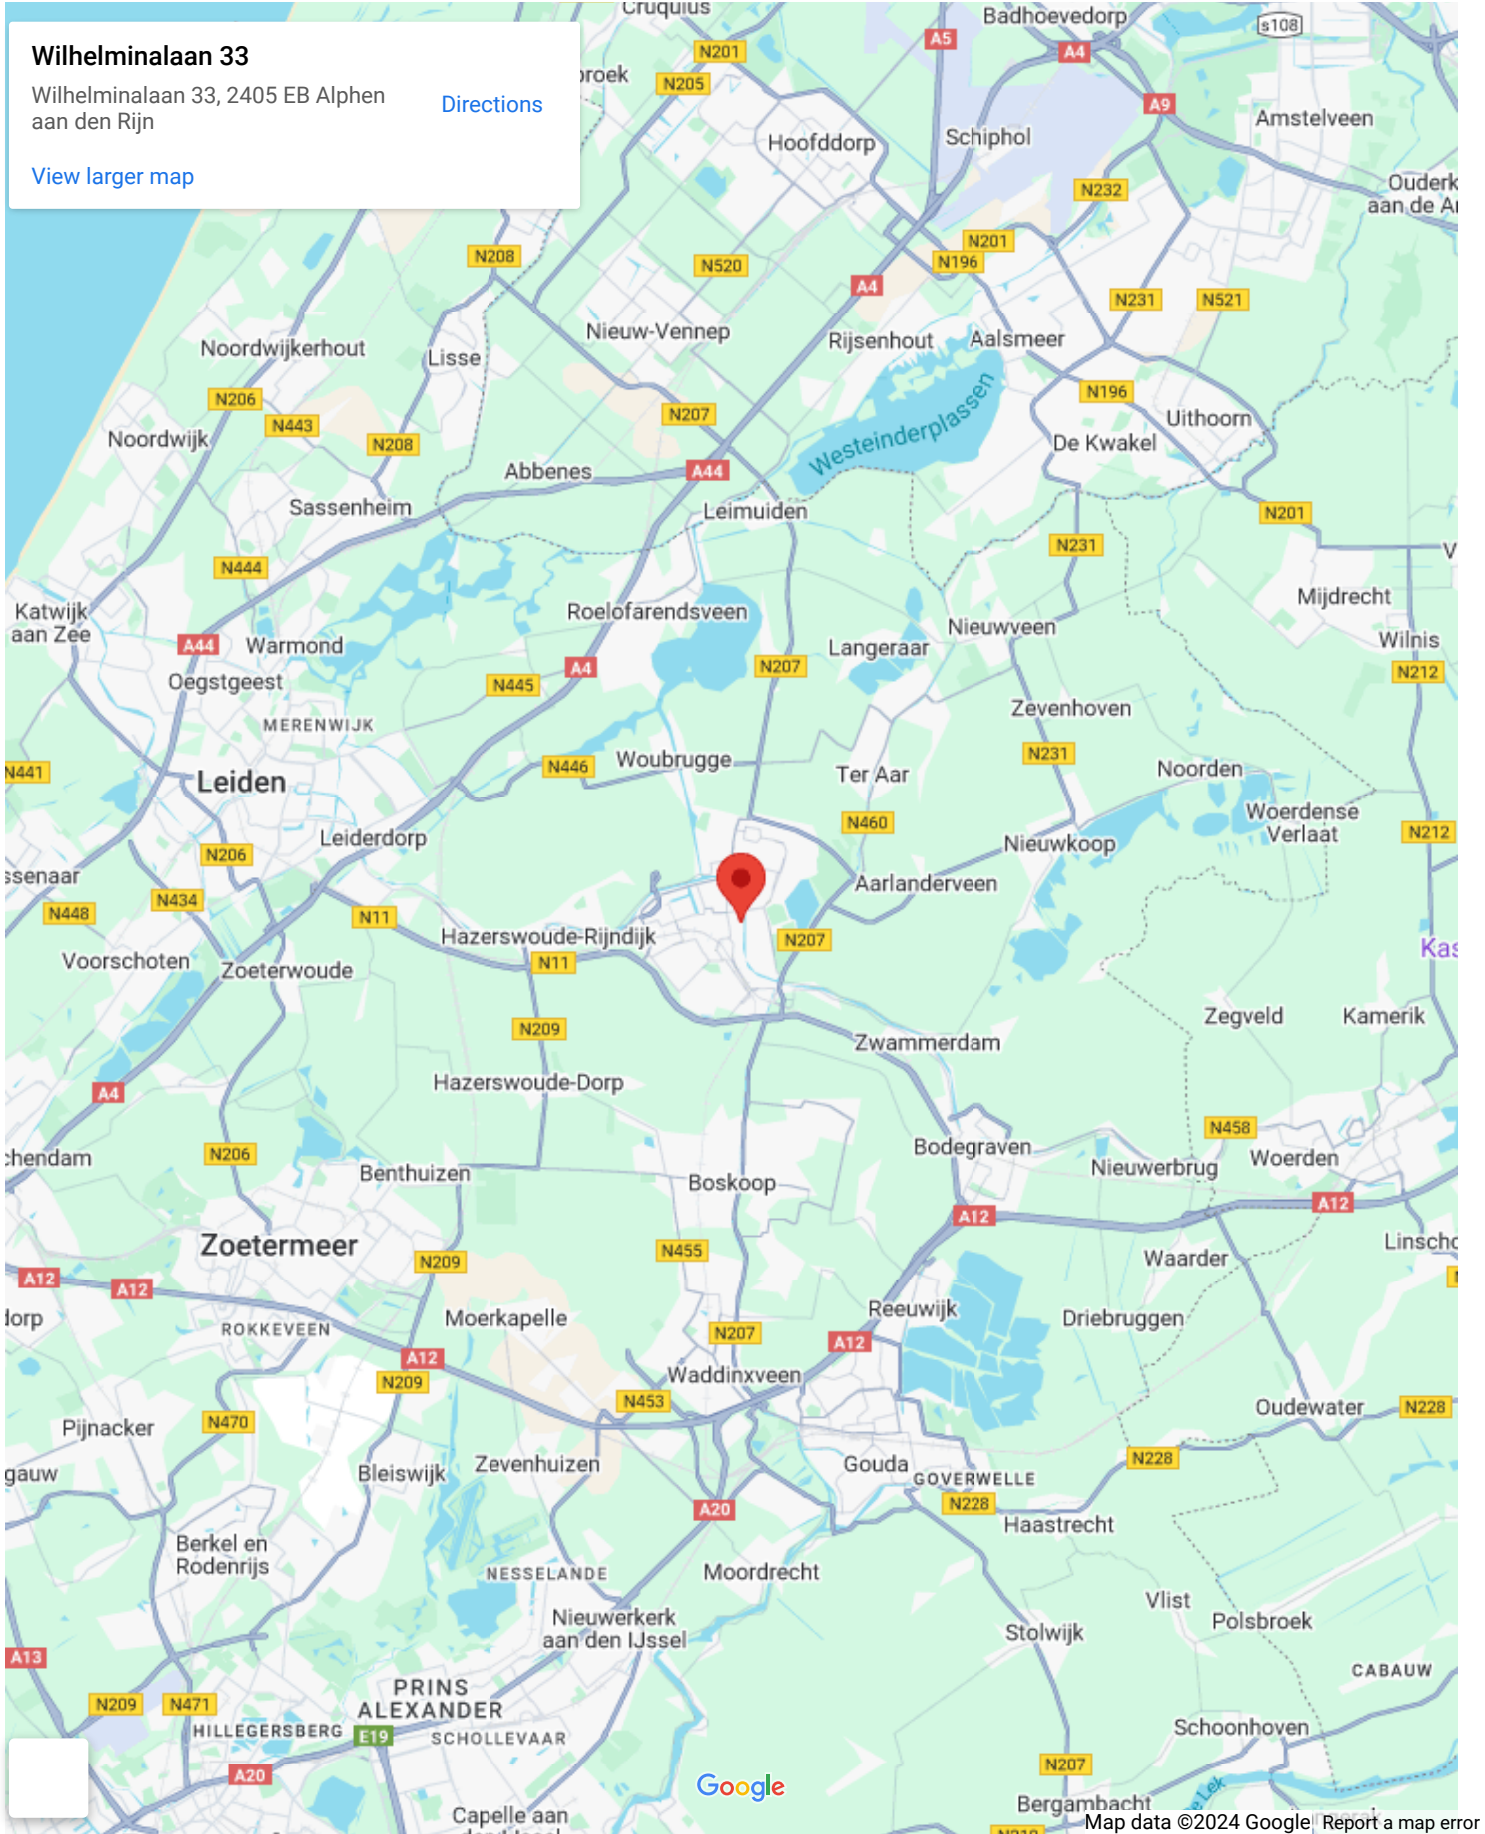 Wilhelminalaan 33
Wilhelminalaan 33, 2405 EB Alphen
aan den Rijn
Directions
View larger map
Cruquius
N201
A5
Badhoevedorp
s108
A4
N205
A9
Amstelveen
Hoofddorp
Schiphol
N232
N208
N520
N201
N196
A4
N231
N521
Noordwijkerhout
Lisse
Nieuw-Vennep
Rijsenhout
Aalsmeer
N206
N443
N207
Westeinderplassen
N196
Uithoorn
Noordwijk
N208
De Kwakel
Abbenes
A44
Sassenheim
Leimuiden
N201
N444
N231
Katwijk
aan Zee
Roelofarendsveen
Mijdrecht
A44
Warmond
Langeraar
Nieuwveen
Wilnis
Oegstgeest
N445
A4
N207
N212
MERENWIJK
Zevenhoven
N441
Leiden
N446
Woubrugge
Ter Aar
N231
Noorden
N460
Woerdense
Verlaat
N212
Leiderdorp
N206
Nieuwkoop
N434
Aarlanderveen
N448
N11
Hazerswoude-Rijndijk
N207
Voorschoten
Zoeterwoude
N11
N209
Zegveld
Kamerik
Zwammerdam
A4
Hazerswoude-Dorp
N458
N206
Benthuizen
Boskoop
Bodegraven
Nieuwerbrug
Woerden
A12
A12
Zoetermeer
N209
N455
Waarder
A12
A12
Moerkapelle
Reeuwijk
Driebruggen
ROKKEVEEN
N207
A12
A12
N209
Waddinxveen
N453
Oudewater
N228
Pijnacker
N470
Bleiswijk
Zevenhuizen
Gouda
GOVERWELLE
N228
A20
N228
Haastrecht
Berkel en
Rodenrijs
NESSELANDE
Moordrecht
Vlist
Polsbroek
Nieuwerkerk
aan den IJssel
Stolwijk
A13
CABAUW
PRINS
ALEXANDER
N209
N471
HILLEGERSBERG
E19
SCHOLLEVAAR
Schoonhoven
A20
N207
Google
Bergambacht
Capelle aan
Map data ©2024 Google
Report a map error